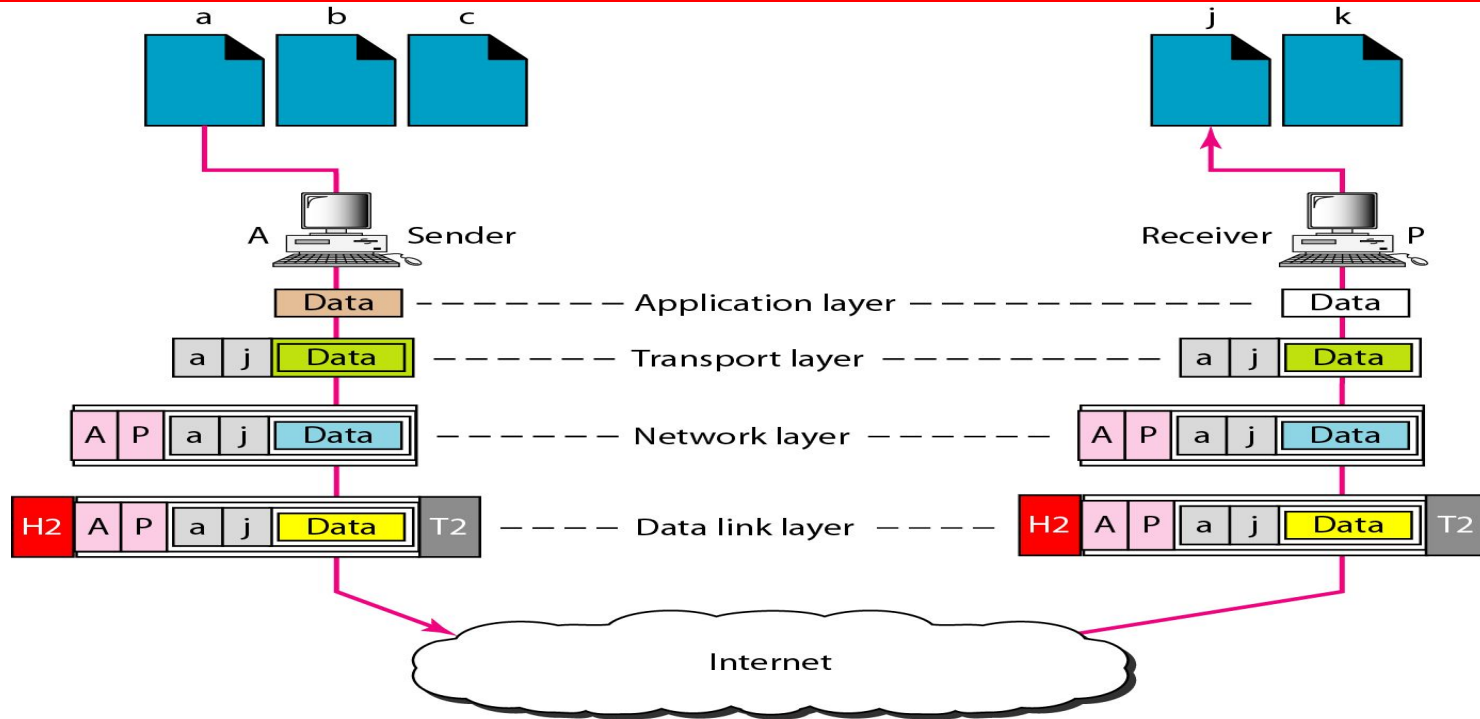 a b c j k
A Sender Receiver P
Data Application layer Data
a j Data Transport layer a j Data
A P a j Data Network layer A P a j Data
H2 A P a j Data T2 Data link layer H2 A P a j Data T2
Internet